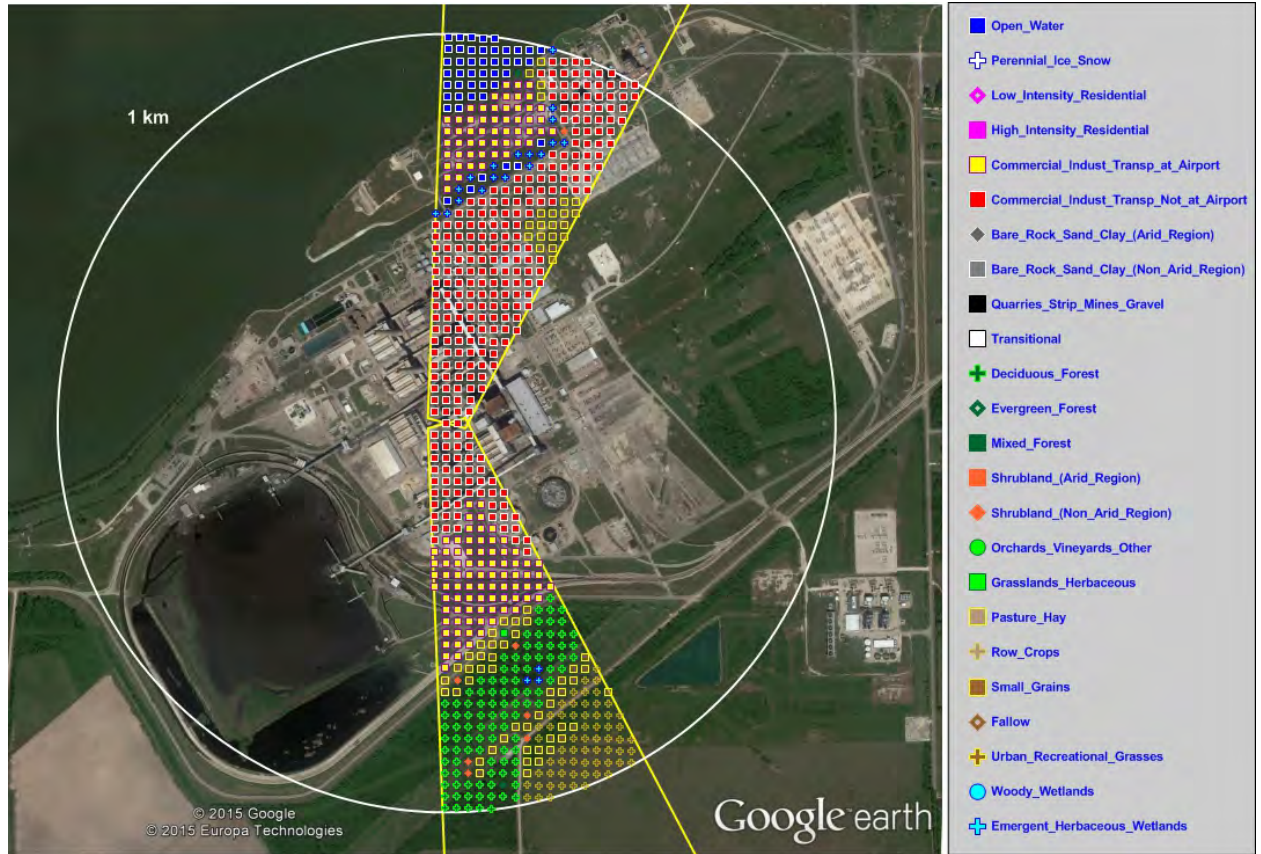 1 km
© 2015 Google
© 2015 Europa Technologies
Google earth
Open_Water
Perennial_Ice_Snow
Low_Intensity_Residential
High_Intensity_Residential
Commercial_Indust_Transp_at_Airport
Commercial_Indust_Transp_Not_at_Airport
Bare_Rock_Sand_Clay_(Arid_Region)
Bare_Rock_Sand_Clay_(Non_Arid_Region)
Quarries_Strip_Mines_Gravel
Transitional
Deciduous_Forest
Evergreen_Forest
Mixed_Forest
Shrubland_(Arid_Region)
Shrubland_(Non_Arid_Region)
Orchards_Vineyards_Other
Grasslands_Herbaceous
Pasture_Hay
Row_Crops
Small_Grains
Fallow
Urban_Recreational_Grasses
Woody_Wetlands
Emergent_Herbaceous_Wetlands